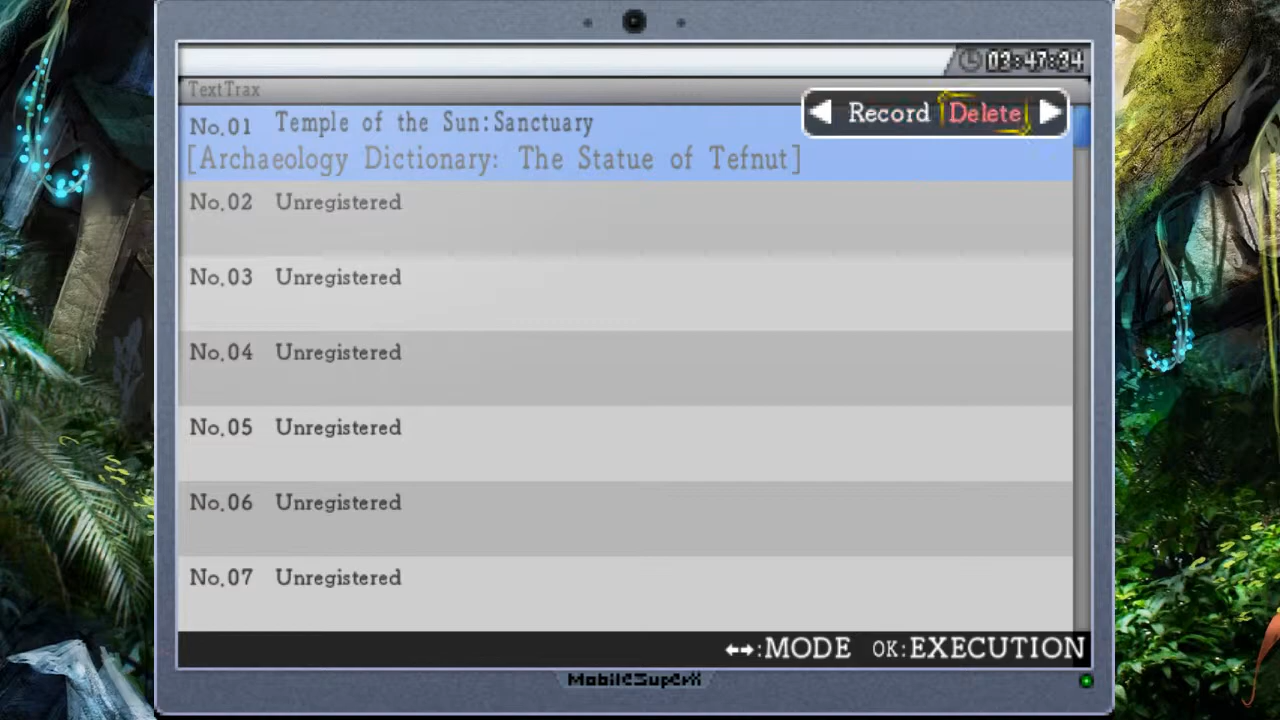 02:47:24
TextTrax
Record Delete
No.01 Temple of the Sun:Sanctuary
[Archaeology Dictionary: The Statue of Tefnut]
No.02 Unregistered
No.03 Unregistered
No.04 Unregistered
No.05 Unregistered
No.06 Unregistered
No.07 Unregistered
↔:MODE OK:EXECUTION
MobileSuperX